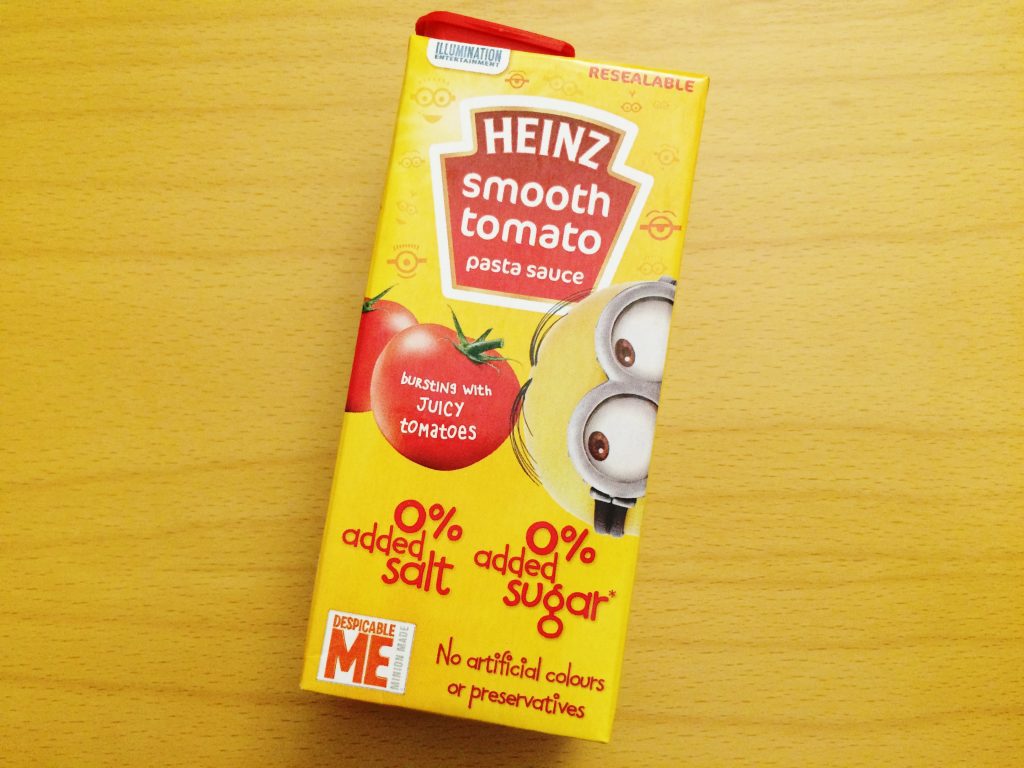 ILLUMINATION
ENTERTAINMENT
RESEALABLE
HEINZ
smooth
tomato
pasta sauce
bursting with
JUICY
tomatoes
0%
added
salt
0%
added
sugar*
DESPICABLE
ME
MINION MADE
No artificial colours
or preservatives